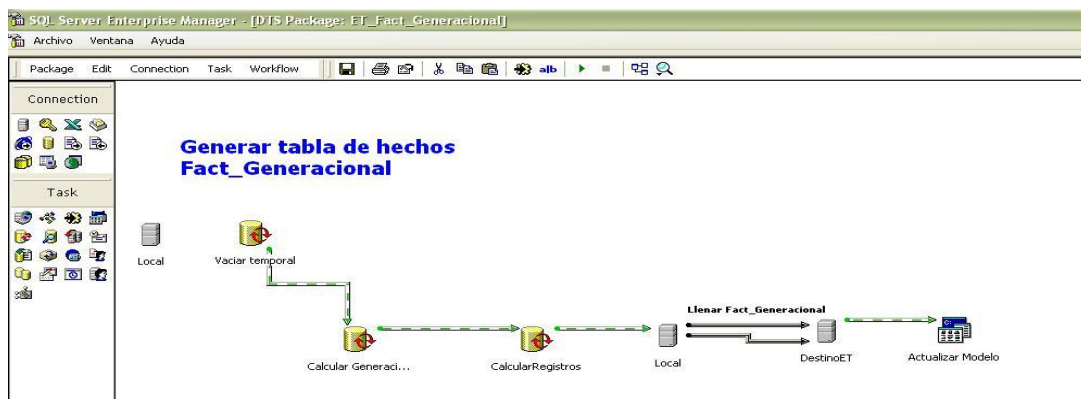 SQL Server Enterprise Manager - [DTS Package: ET_Fact_Generacional]
Archivo Ventana Ayuda
Package Edit Connection Task Workflow alb
Connection
Generar tabla de hechos
Fact_Generacional
Task
Local
Vaciar temporal
Llenar Fact_Generacional
Calcular Generaci...
CalcularRegistros
Local
DestinoET
Actualizar Modelo